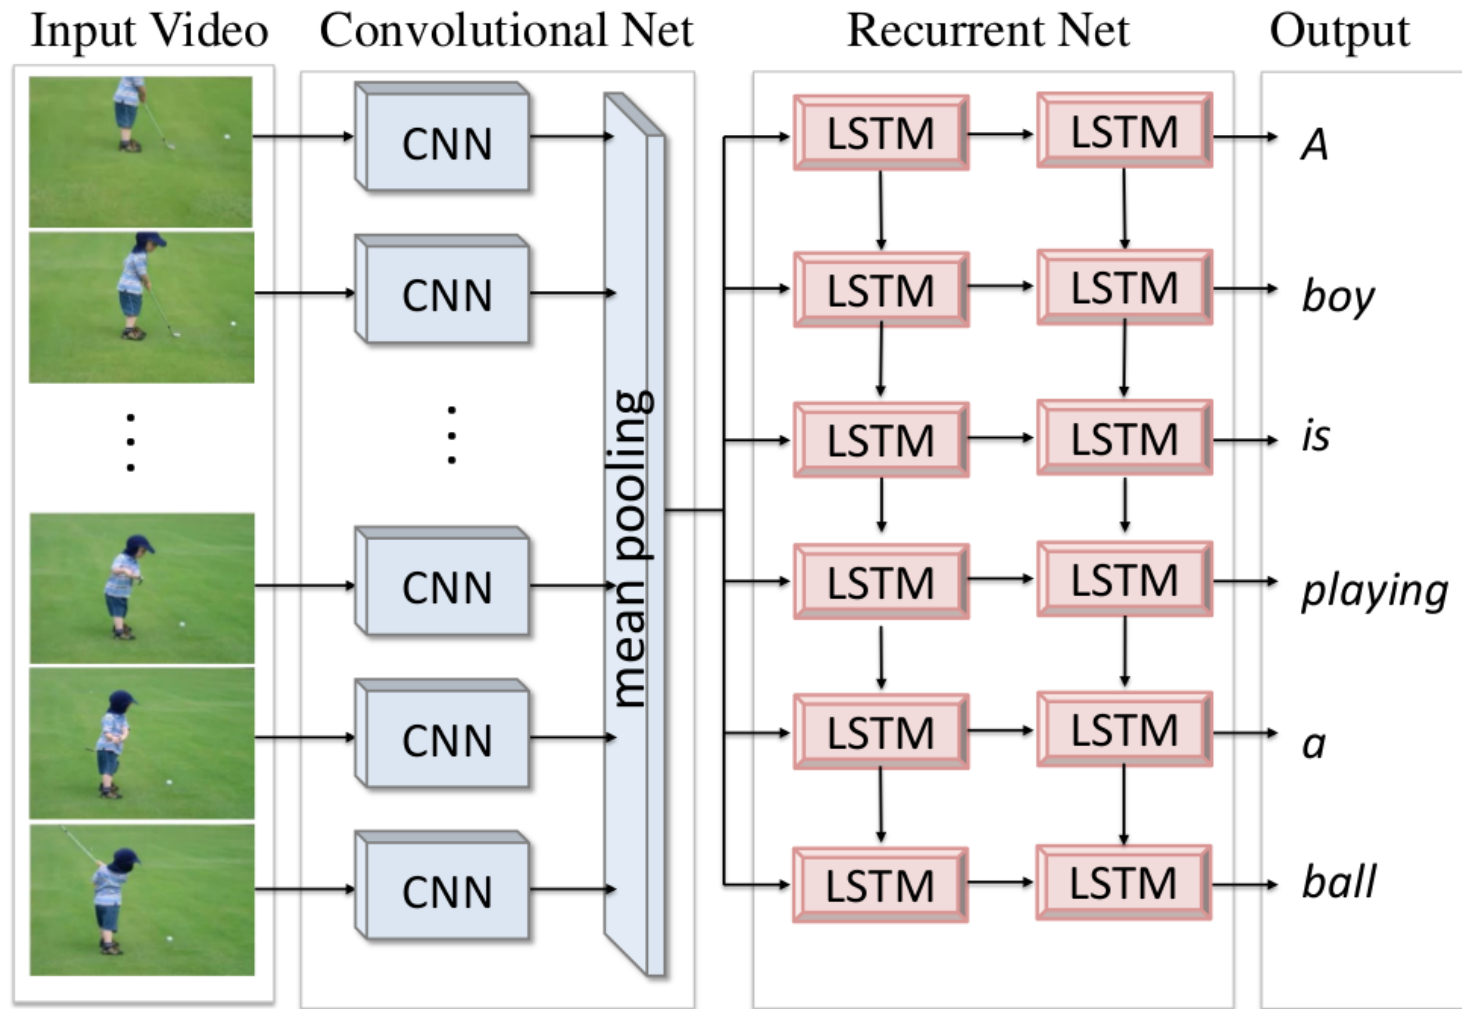 Input Video
Convolutional Net
Recurrent Net
Output
CNN
CNN
CNN
CNN
CNN
mean pooling
LSTM LSTM A
LSTM LSTM boy
LSTM LSTM is
LSTM LSTM playing
LSTM LSTM a
LSTM LSTM ball